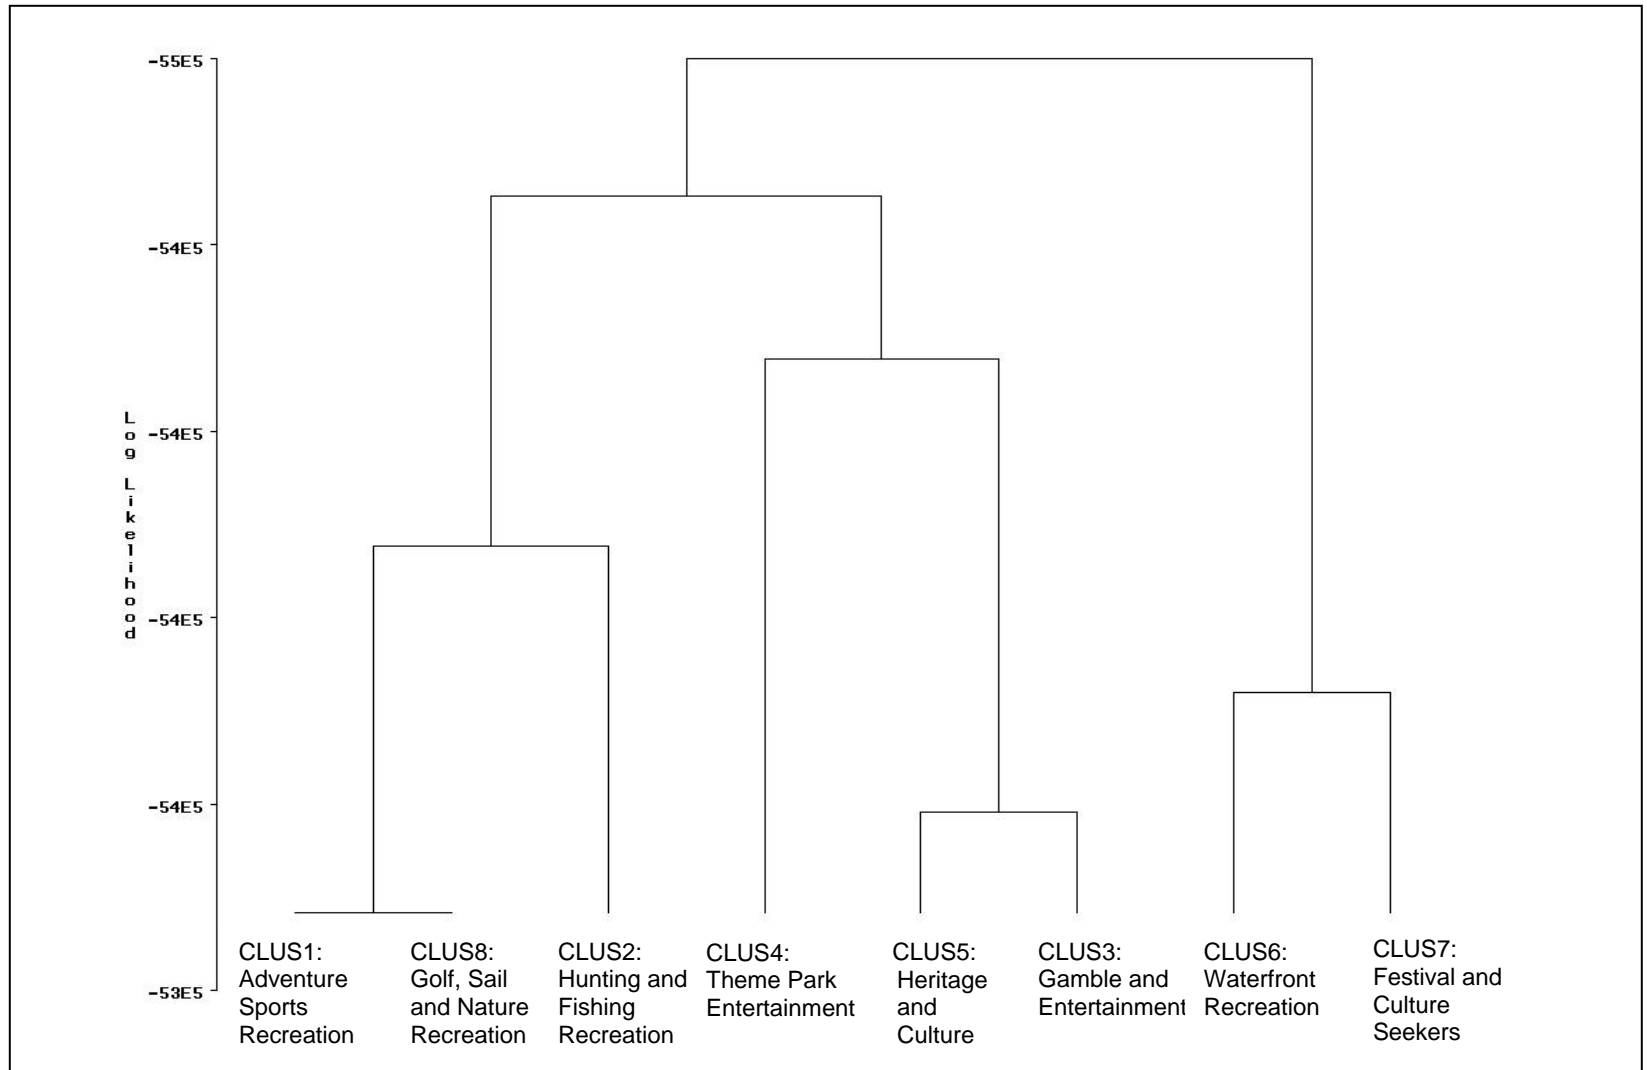 -55E5
-54E5
-54E5
-54E5
-54E5
-53E5
Log Likelihood
CLUS1:
Adventure
Sports
Recreation
CLUS8:
Golf, Sail
and Nature
Recreation
CLUS2:
Hunting and
Fishing
Recreation
CLUS4:
Theme Park
Entertainment
CLUS5:
Heritage
and
Culture
CLUS3:
Gamble and
Entertainment
CLUS6:
Waterfront
Recreation
CLUS7:
Festival and
Culture
Seekers